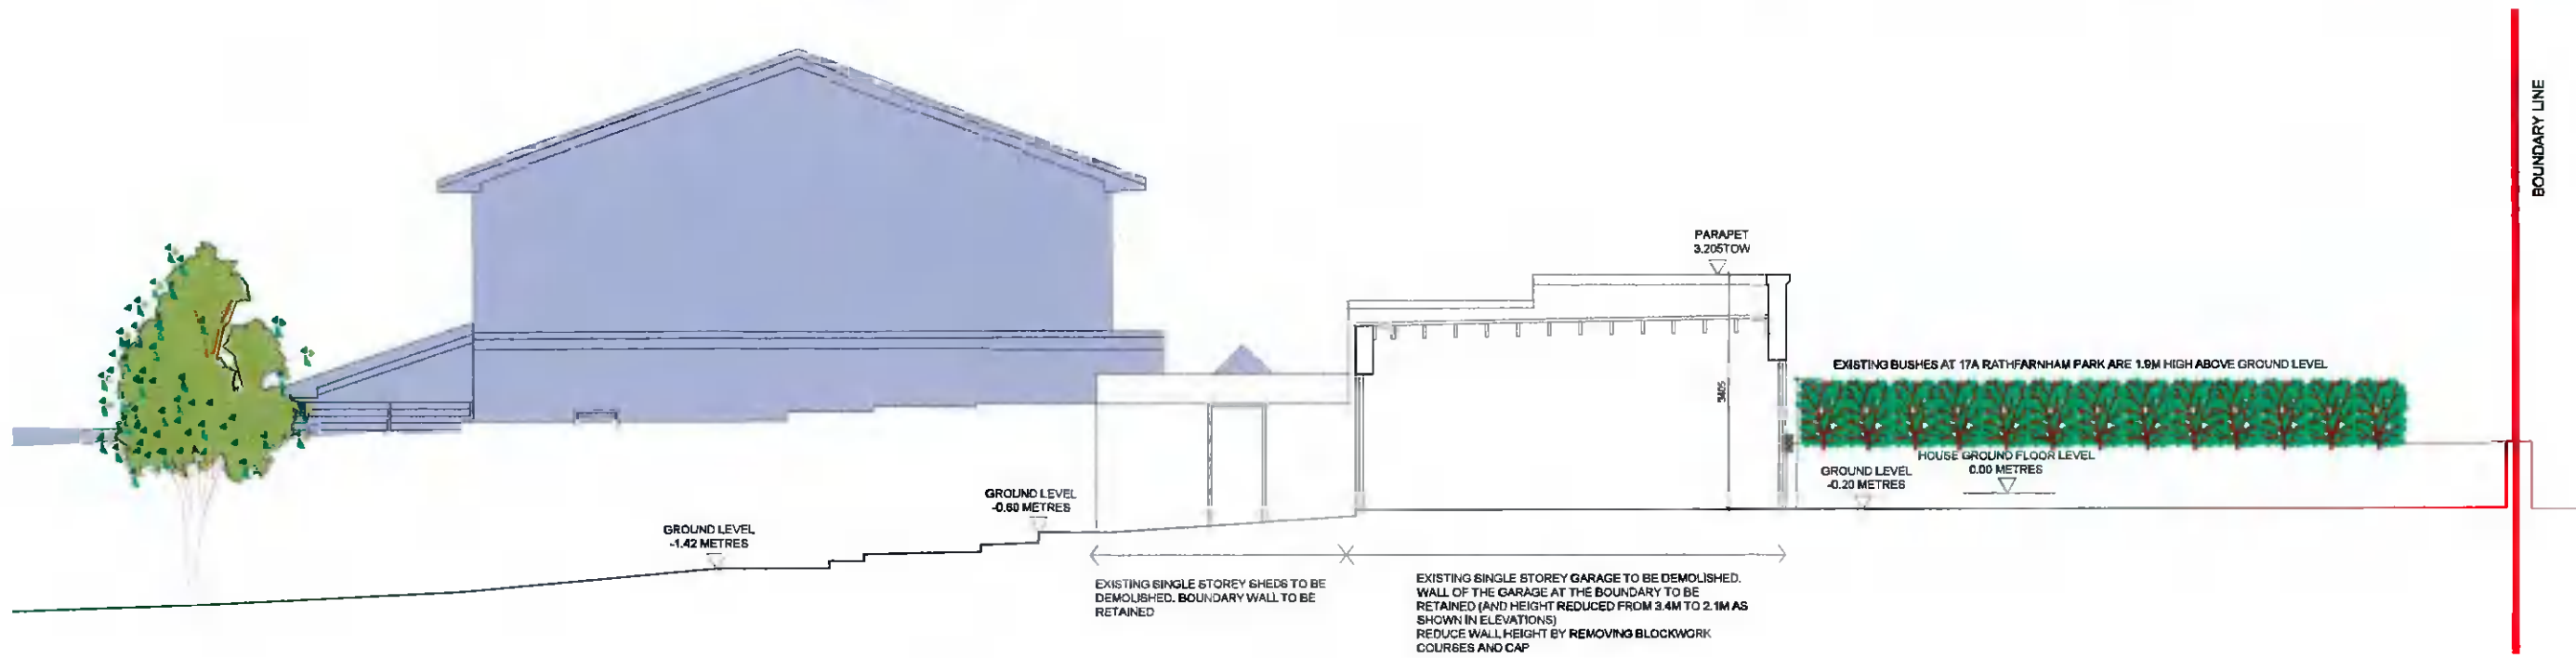 BOUNDARY LINE
PARAPET
3.205TOW
3405
EXISTING BUSHES AT 17A RATHFARNHAM PARK ARE 1.9M HIGH ABOVE GROUND LEVEL
HOUSE GROUND FLOOR LEVEL
0.00 METRES
GROUND LEVEL
-0.20 METRES
GROUND LEVEL
-0.60 METRES
GROUND LEVEL
-1.42 METRES
EXISTING SINGLE STOREY SHEDS TO BE
DEMOLISHED. BOUNDARY WALL TO BE
RETAINED
EXISTING SINGLE STOREY GARAGE TO BE DEMOLISHED.
WALL OF THE GARAGE AT THE BOUNDARY TO BE
RETAINED (AND HEIGHT REDUCED FROM 3.4M TO 2.1M AS
SHOWN IN ELEVATIONS)
REDUCE WALL HEIGHT BY REMOVING BLOCKWORK
COURSES AND CAP